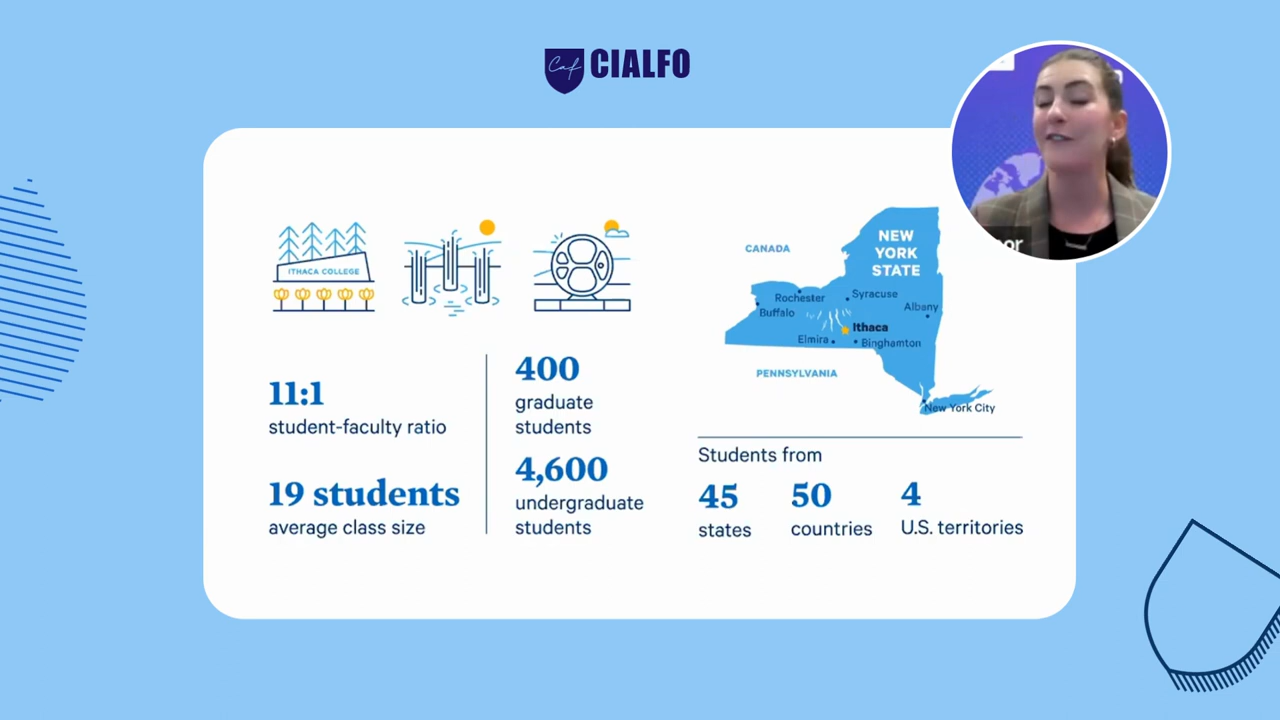 Caf CIALFO
ITHACA COLLEGE
11:1
student-faculty ratio
19 students
average class size
400
graduate
students
4,600
undergraduate
students
CANADA
NEW
YORK
STATE
Rochester
Syracuse
Buffalo
Albany
Ithaca
Elmira
Binghamton
PENNSYLVANIA
New York City
Students from
45
states
50
countries
4
U.S. territories